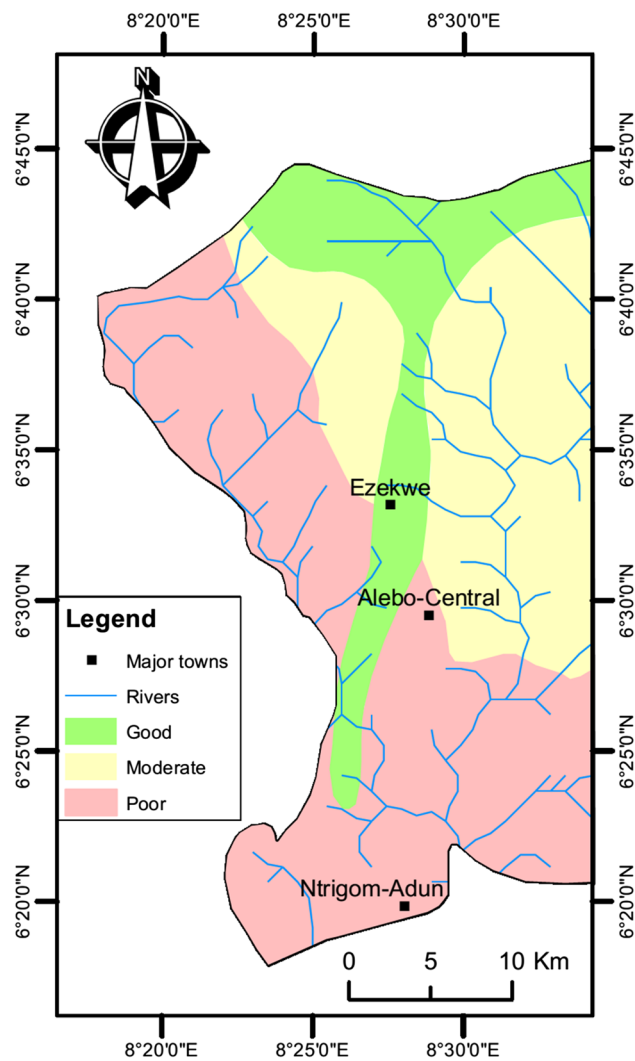 8°20'0"E 8°25'0"E 8°30'0"E
N
6°45'0"N 6°45'0"N
6°40'0"N 6°40'0"N
6°35'0"N 6°35'0"N
Ezekwe
6°30'0"N 6°30'0"N
Alebo-Central
Legend
Major towns
Rivers
Good
Moderate
Poor
6°25'0"N 6°25'0"N
Ntrigom-Adun
6°20'0"N 6°20'0"N
0 5 10 Km
8°20'0"E 8°25'0"E 8°30'0"E